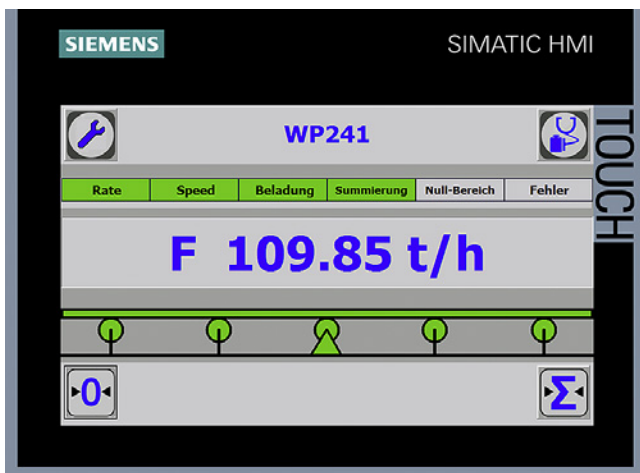 SIEMENS
SIMATIC HMI
TOUCH
WP241
Rate Speed Beladung Summierung Null-Bereich Fehler
F 109.85 t/h
0
Σ